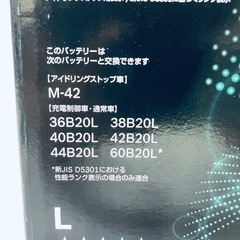 このバッテリーは
次のバッテリーと交換できます
【アイドリングストップ車】
M-42
【充電制御車・通常車】
36B20L 38B20L
40B20L 42B20L
44B20L 60B20L*
*新JIS D5301における
性能ランク表示の場合のみ適合
L